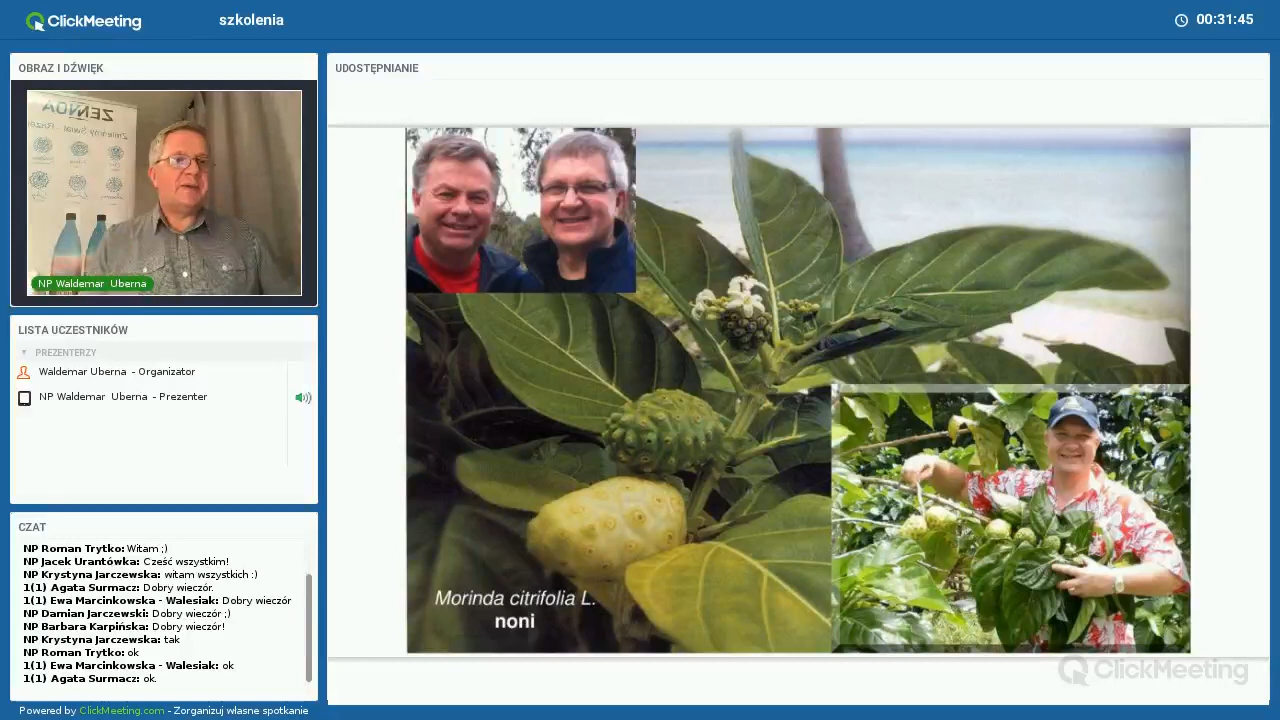 ClickMeeting
szkolenia
00:31:45
OBRAZ I DŹWIĘK
UDOSTĘPNIANIE
ZENNOA
NP Waldemar Uberna
LISTA UCZESTNIKÓW
PREZENTERZY
Waldemar Uberna - Organizator
NP Waldemar Uberna - Prezenter
CZAT
NP Roman Trytko: Witam ;)
NP Jacek Urantówka: Cześć wszystkim!
NP Krystyna Jarczewska: witam wszystkich :)
1(1) Agata Surmacz: Dobry wieczór.
1(1) Ewa Marcinkowska - Walesiak: Dobry wieczór
NP Damian Jarczewski: Dobry wieczór ;)
NP Barbara Karpińska: Dobry wieczór!
NP Krystyna Jarczewska: tak
NP Roman Trytko: ok
1(1) Ewa Marcinkowska - Walesiak: ok
1(1) Agata Surmacz: ok.
Morinda citrifolia L.
noni
ClickMeeting
Powered by ClickMeeting.com - Zorganizuj własne spotkanie